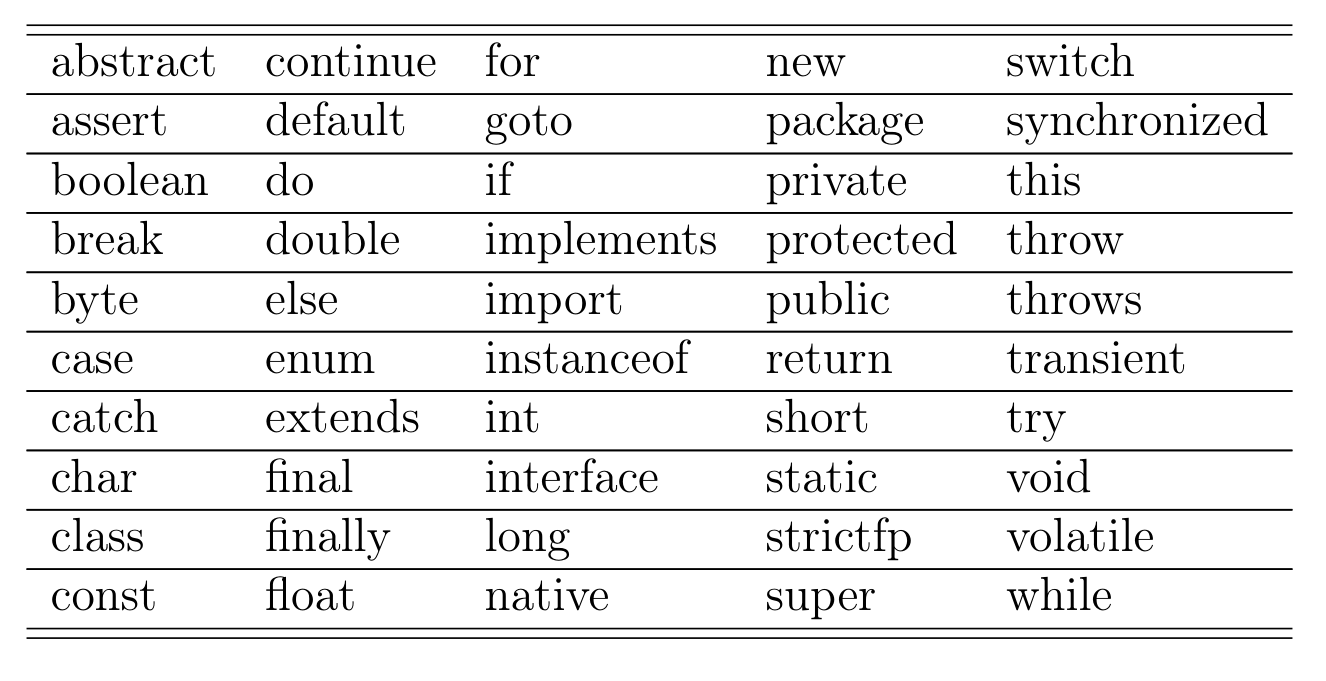 abstract continue for new switch
assert default goto package synchronized
boolean do if private this
break double implements protected throw
byte else import public throws
case enum instanceof return transient
catch extends int short try
char final interface static void
class finally long strictfp volatile
const float native super while